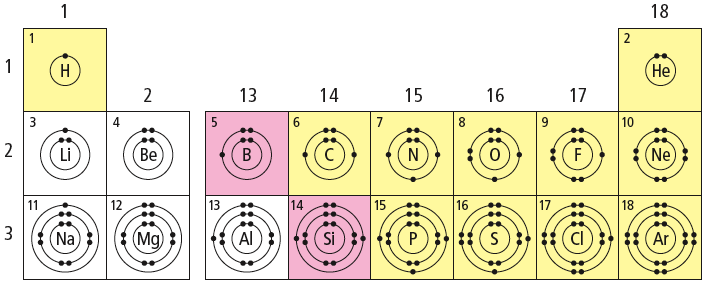 1 18
1 2
H He
1 2 13 14 15 16 17
3 4 5 6 7 8 9 10
2 Li Be B C N O F Ne
11 12 13 14 15 16 17 18
3 Na Mg Al Si P S Cl Ar